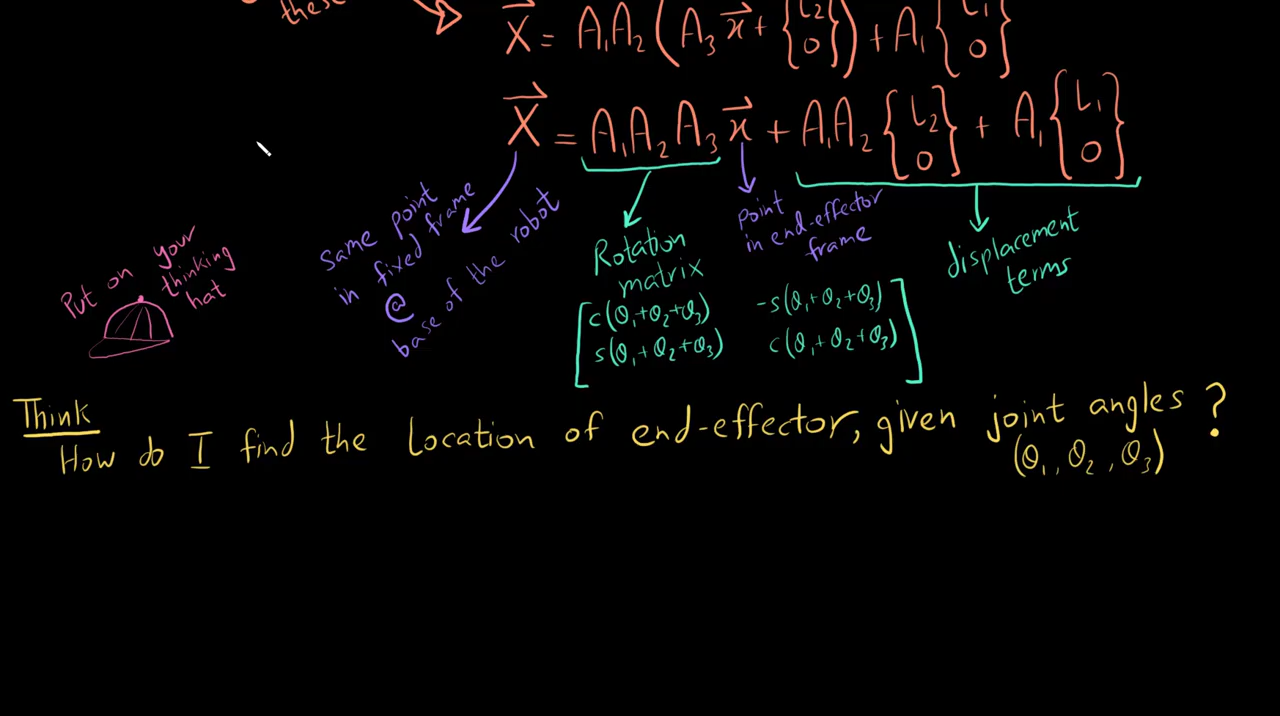 these
X = A₁A₂(A₃x + {L₂ 0}) + A₁{L₁ 0}
X = A₁A₂A₃x + A₁A₂{L₂ 0} + A₁{L₁ 0}
Same point
in fixed frame
@
base of the robot
Rotation
matrix
c(θ₁+θ₂+θ₃) -s(θ₁+θ₂+θ₃)
s(θ₁+θ₂+θ₃) c(θ₁+θ₂+θ₃)
point
in end-effector
frame
displacement
terms
Put on your
thinking
hat
Think
How do I find the location of end-effector, given joint angles?
(θ₁, θ₂, θ₃)